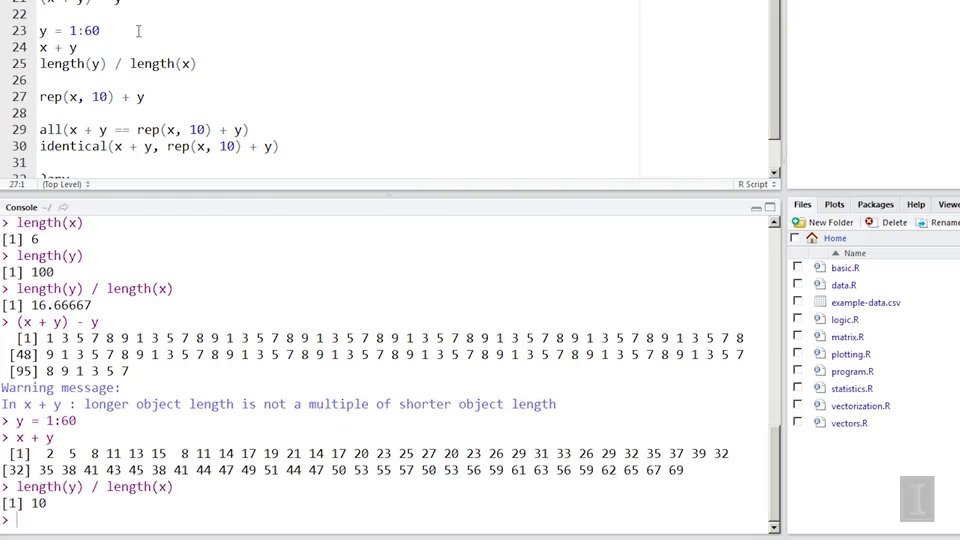 22
23 y = 1:60
24 x + y
25 length(y) / length(x)
26
27 rep(x, 10) + y
28
29 all(x + y == rep(x, 10) + y)
30 identical(x + y, rep(x, 10) + y)
31
27:1 (Top Level) R Script
Console ~/
> length(x)
[1] 6
> length(y)
[1] 100
> length(y) / length(x)
[1] 16.66667
> (x + y) - y
[1] 1 3 5 7 8 9 1 3 5 7 8 9 1 3 5 7 8 9 1 3 5 7 8 9 1 3 5 7 8 9 1 3 5 7 8 9 1 3 5 7 8 9 1 3 5 7 8
[48] 9 1 3 5 7 8 9 1 3 5 7 8 9 1 3 5 7 8 9 1 3 5 7 8 9 1 3 5 7 8 9 1 3 5 7 8 9 1 3 5 7 8 9 1 3 5 7
[95] 8 9 1 3 5 7
Warning message:
In x + y : longer object length is not a multiple of shorter object length
> y = 1:60
> x + y
[1] 2 5 8 11 13 15 8 11 14 17 19 21 14 17 20 23 25 27 20 23 26 29 31 33 26 29 32 35 37 39 32
[32] 35 38 41 43 45 38 41 44 47 49 51 44 47 50 53 55 57 50 53 56 59 61 63 56 59 62 65 67 69
> length(y) / length(x)
[1] 10
>
Files Plots Packages Help Viewe
New Folder Delete Rename
Home
Name
basic.R
data.R
example-data.csv
logic.R
matrix.R
plotting.R
program.R
statistics.R
vectorization.R
vectors.R
I